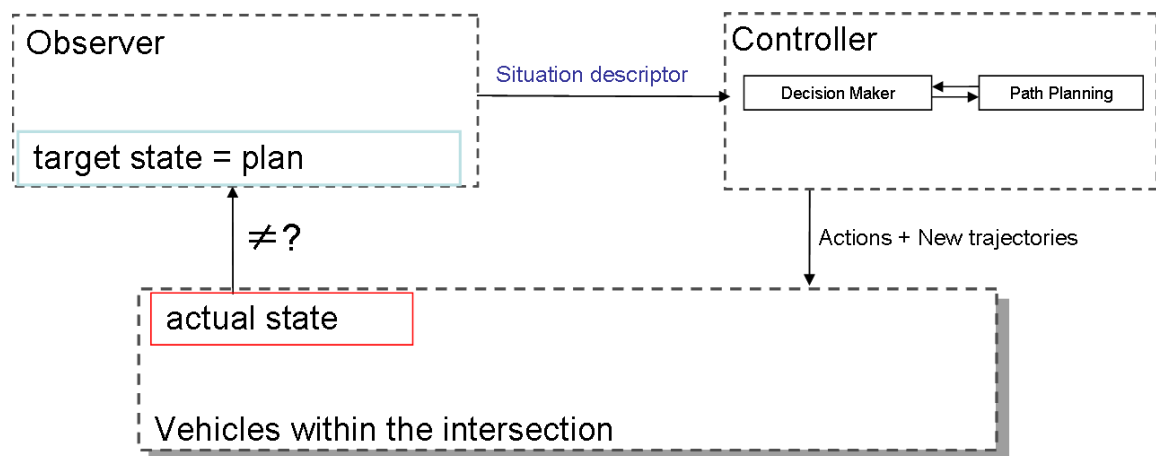 Observer
target state = plan
Situation descriptor
Controller
Decision Maker
Path Planning
≠?
Actions + New trajectories
actual state
Vehicles within the intersection